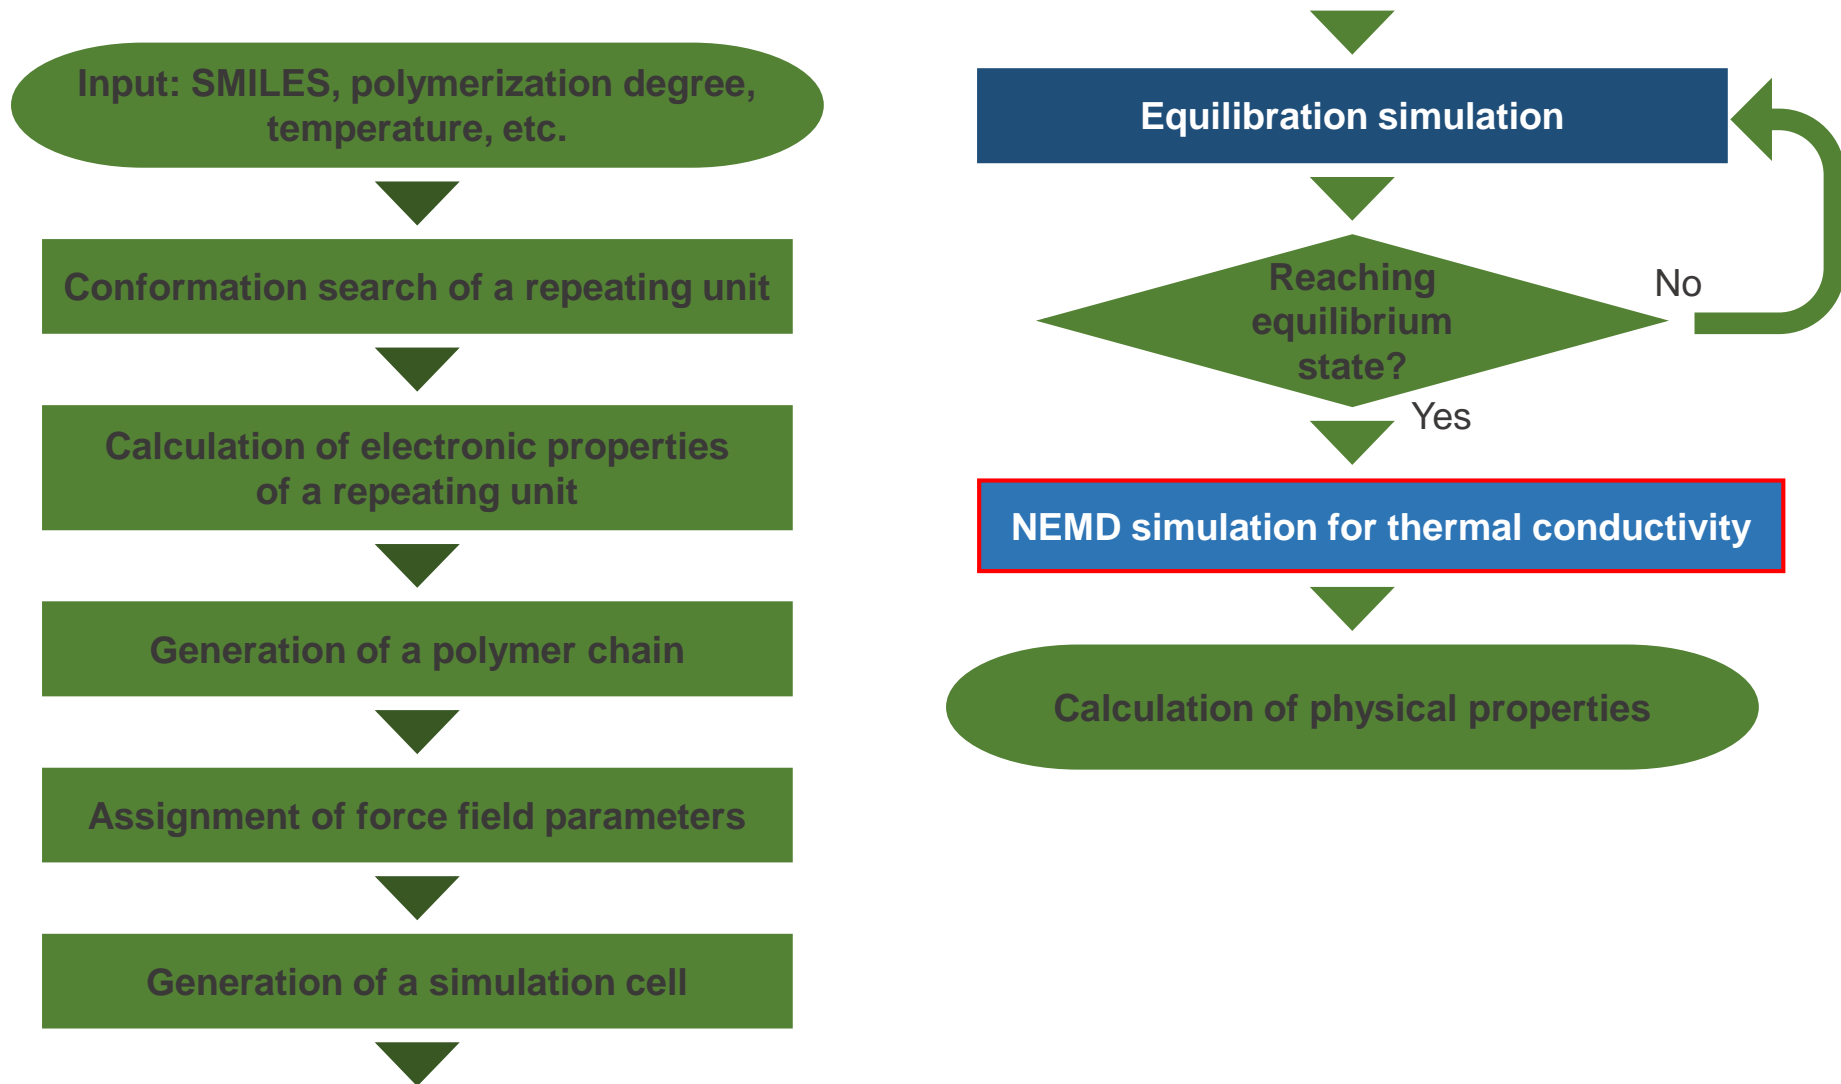 Input: SMILES, polymerization degree,
temperature, etc.
Conformation search of a repeating unit
Calculation of electronic properties
of a repeating unit
Generation of a polymer chain
Assignment of force field parameters
Generation of a simulation cell
Equilibration simulation
Reaching
equilibrium
state?
No
Yes
NEMD simulation for thermal conductivity
Calculation of physical properties